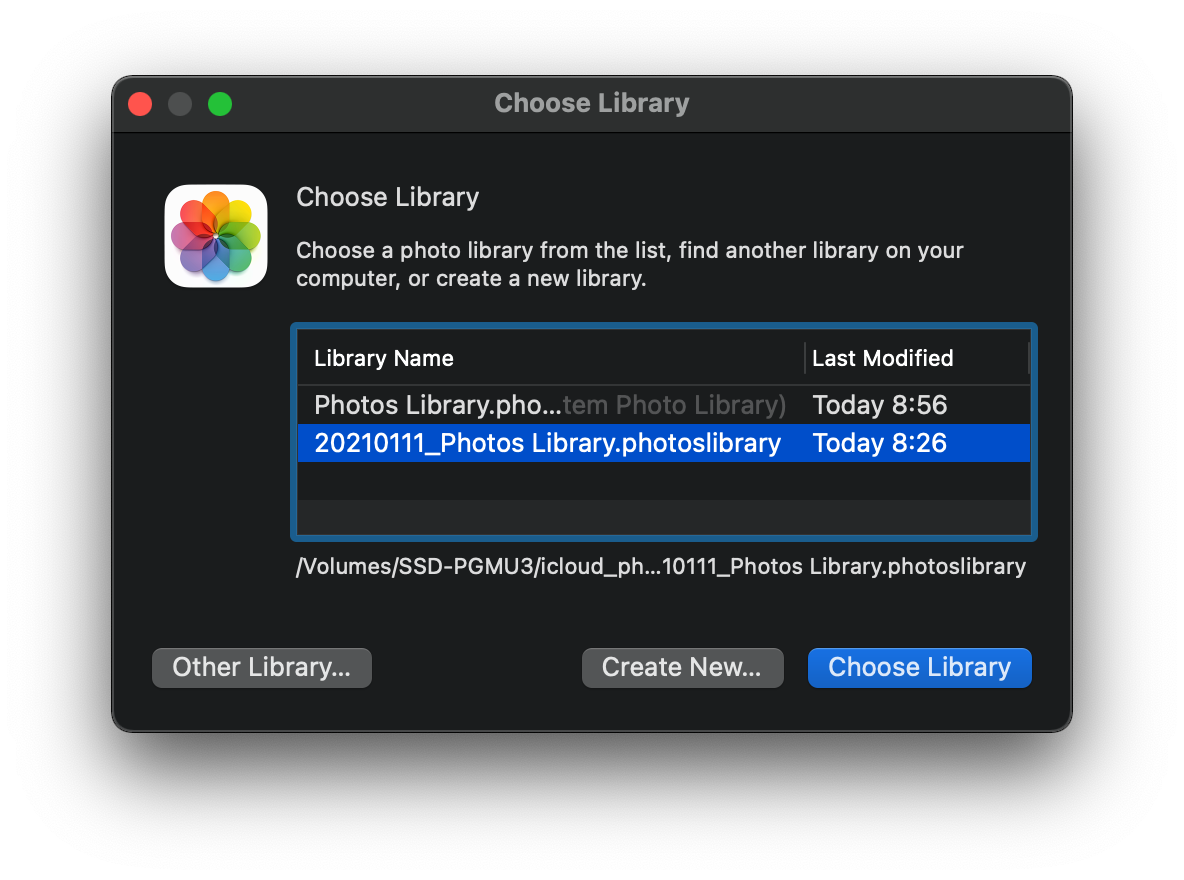 Choose Library
Choose Library
Choose a photo library from the list, find another library on your
computer, or create a new library.
Library Name Last Modified
Photos Library.pho...tem Photo Library) Today 8:56
20210111_Photos Library.photoslibrary Today 8:26
/Volumes/SSD-PGMU3/icloud_ph...10111_Photos Library.photoslibrary
Other Library... Create New... Choose Library